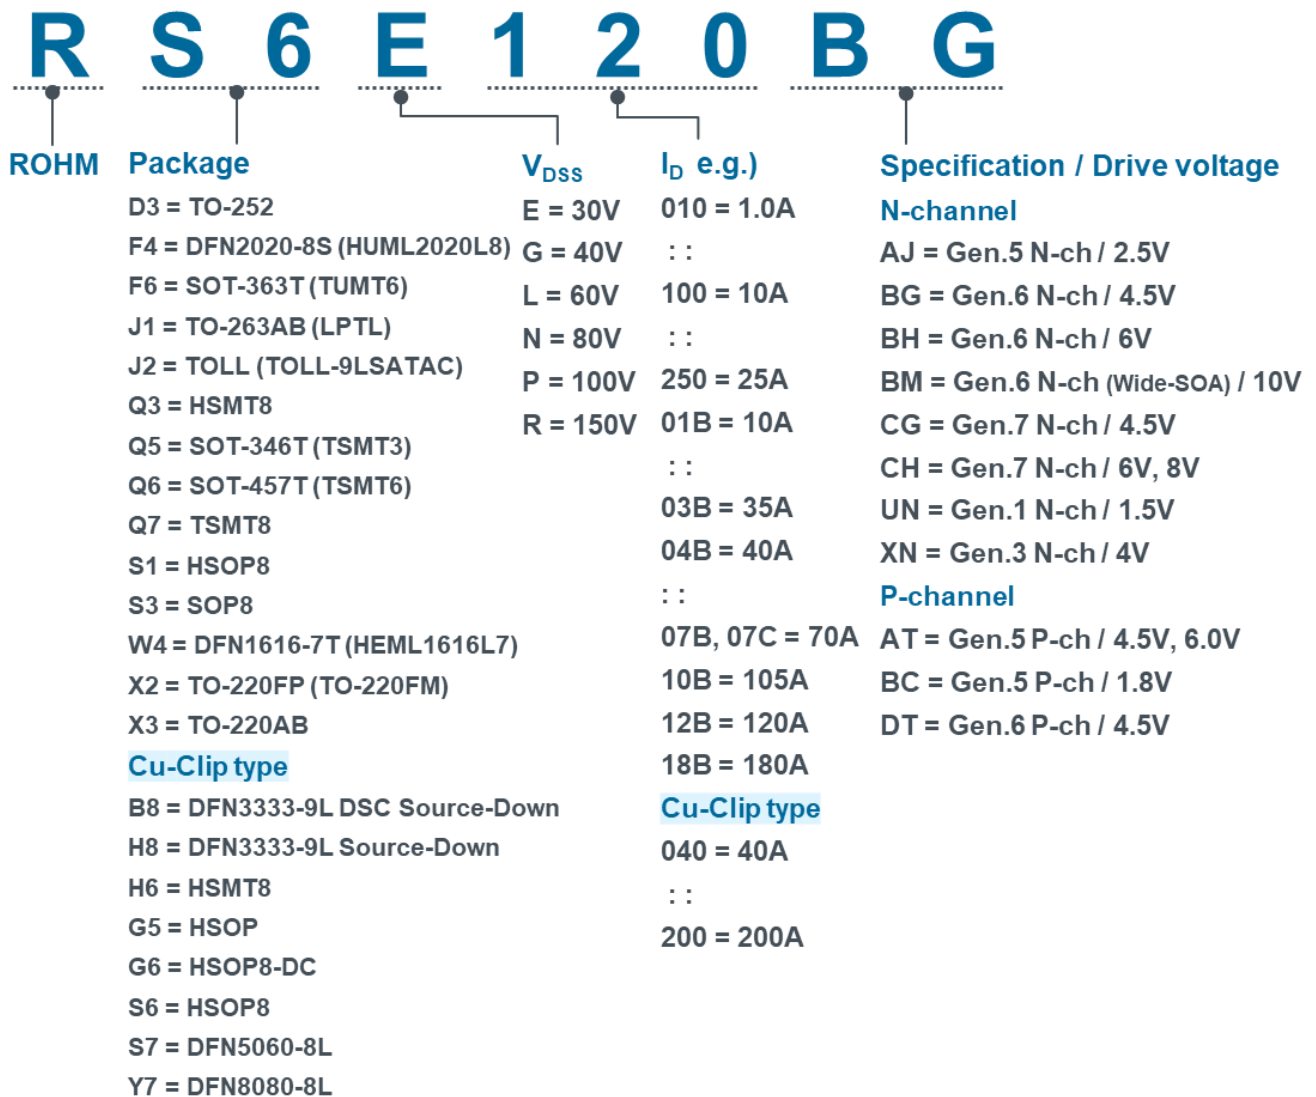 R S 6 E 1 2 0 B G
ROHM
Package
D3 = TO-252
F4 = DFN2020-8S (HUML2020L8)
F6 = SOT-363T (TUMT6)
J1 = TO-263AB (LPTL)
J2 = TOLL (TOLL-9LSATAC)
Q3 = HSMT8
Q5 = SOT-346T (TSMT3)
Q6 = SOT-457T (TSMT6)
Q7 = TSMT8
S1 = HSOP8
S3 = SOP8
W4 = DFN1616-7T (HEML1616L7)
X2 = TO-220FP (TO-220FM)
X3 = TO-220AB
Cu-Clip type
B8 = DFN3333-9L DSC Source-Down
H8 = DFN3333-9L Source-Down
H6 = HSMT8
G5 = HSOP
G6 = HSOP8-DC
S6 = HSOP8
S7 = DFN5060-8L
Y7 = DFN8080-8L
VDSS
E = 30V
G = 40V
L = 60V
N = 80V
P = 100V
R = 150V
ID e.g.)
010 = 1.0A
: :
100 = 10A
: :
250 = 25A
01B = 10A
: :
03B = 35A
04B = 40A
: :
07B, 07C = 70A
10B = 105A
12B = 120A
18B = 180A
Cu-Clip type
040 = 40A
: :
200 = 200A
Specification / Drive voltage
N-channel
AJ = Gen.5 N-ch / 2.5V
BG = Gen.6 N-ch / 4.5V
BH = Gen.6 N-ch / 6V
BM = Gen.6 N-ch (Wide-SOA) / 10V
CG = Gen.7 N-ch / 4.5V
CH = Gen.7 N-ch / 6V, 8V
UN = Gen.1 N-ch / 1.5V
XN = Gen.3 N-ch / 4V
P-channel
AT = Gen.5 P-ch / 4.5V, 6.0V
BC = Gen.5 P-ch / 1.8V
DT = Gen.6 P-ch / 4.5V